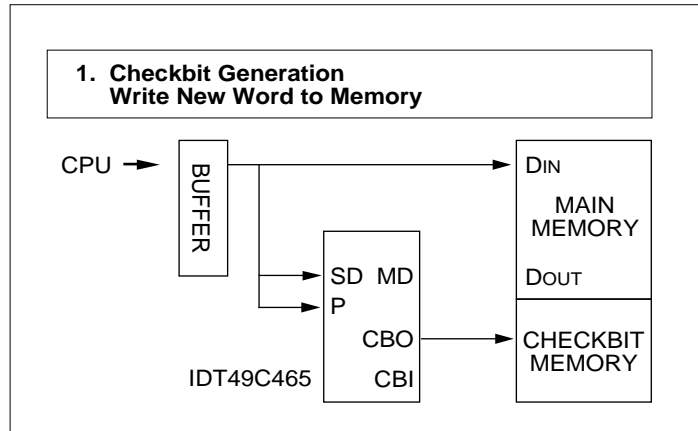 1. Checkbit Generation
Write New Word to Memory
CPU
BUFFER
DIN
MAIN
MEMORY
DOUT
SD MD
P
CBO
CBI
CHECKBIT
MEMORY
IDT49C465